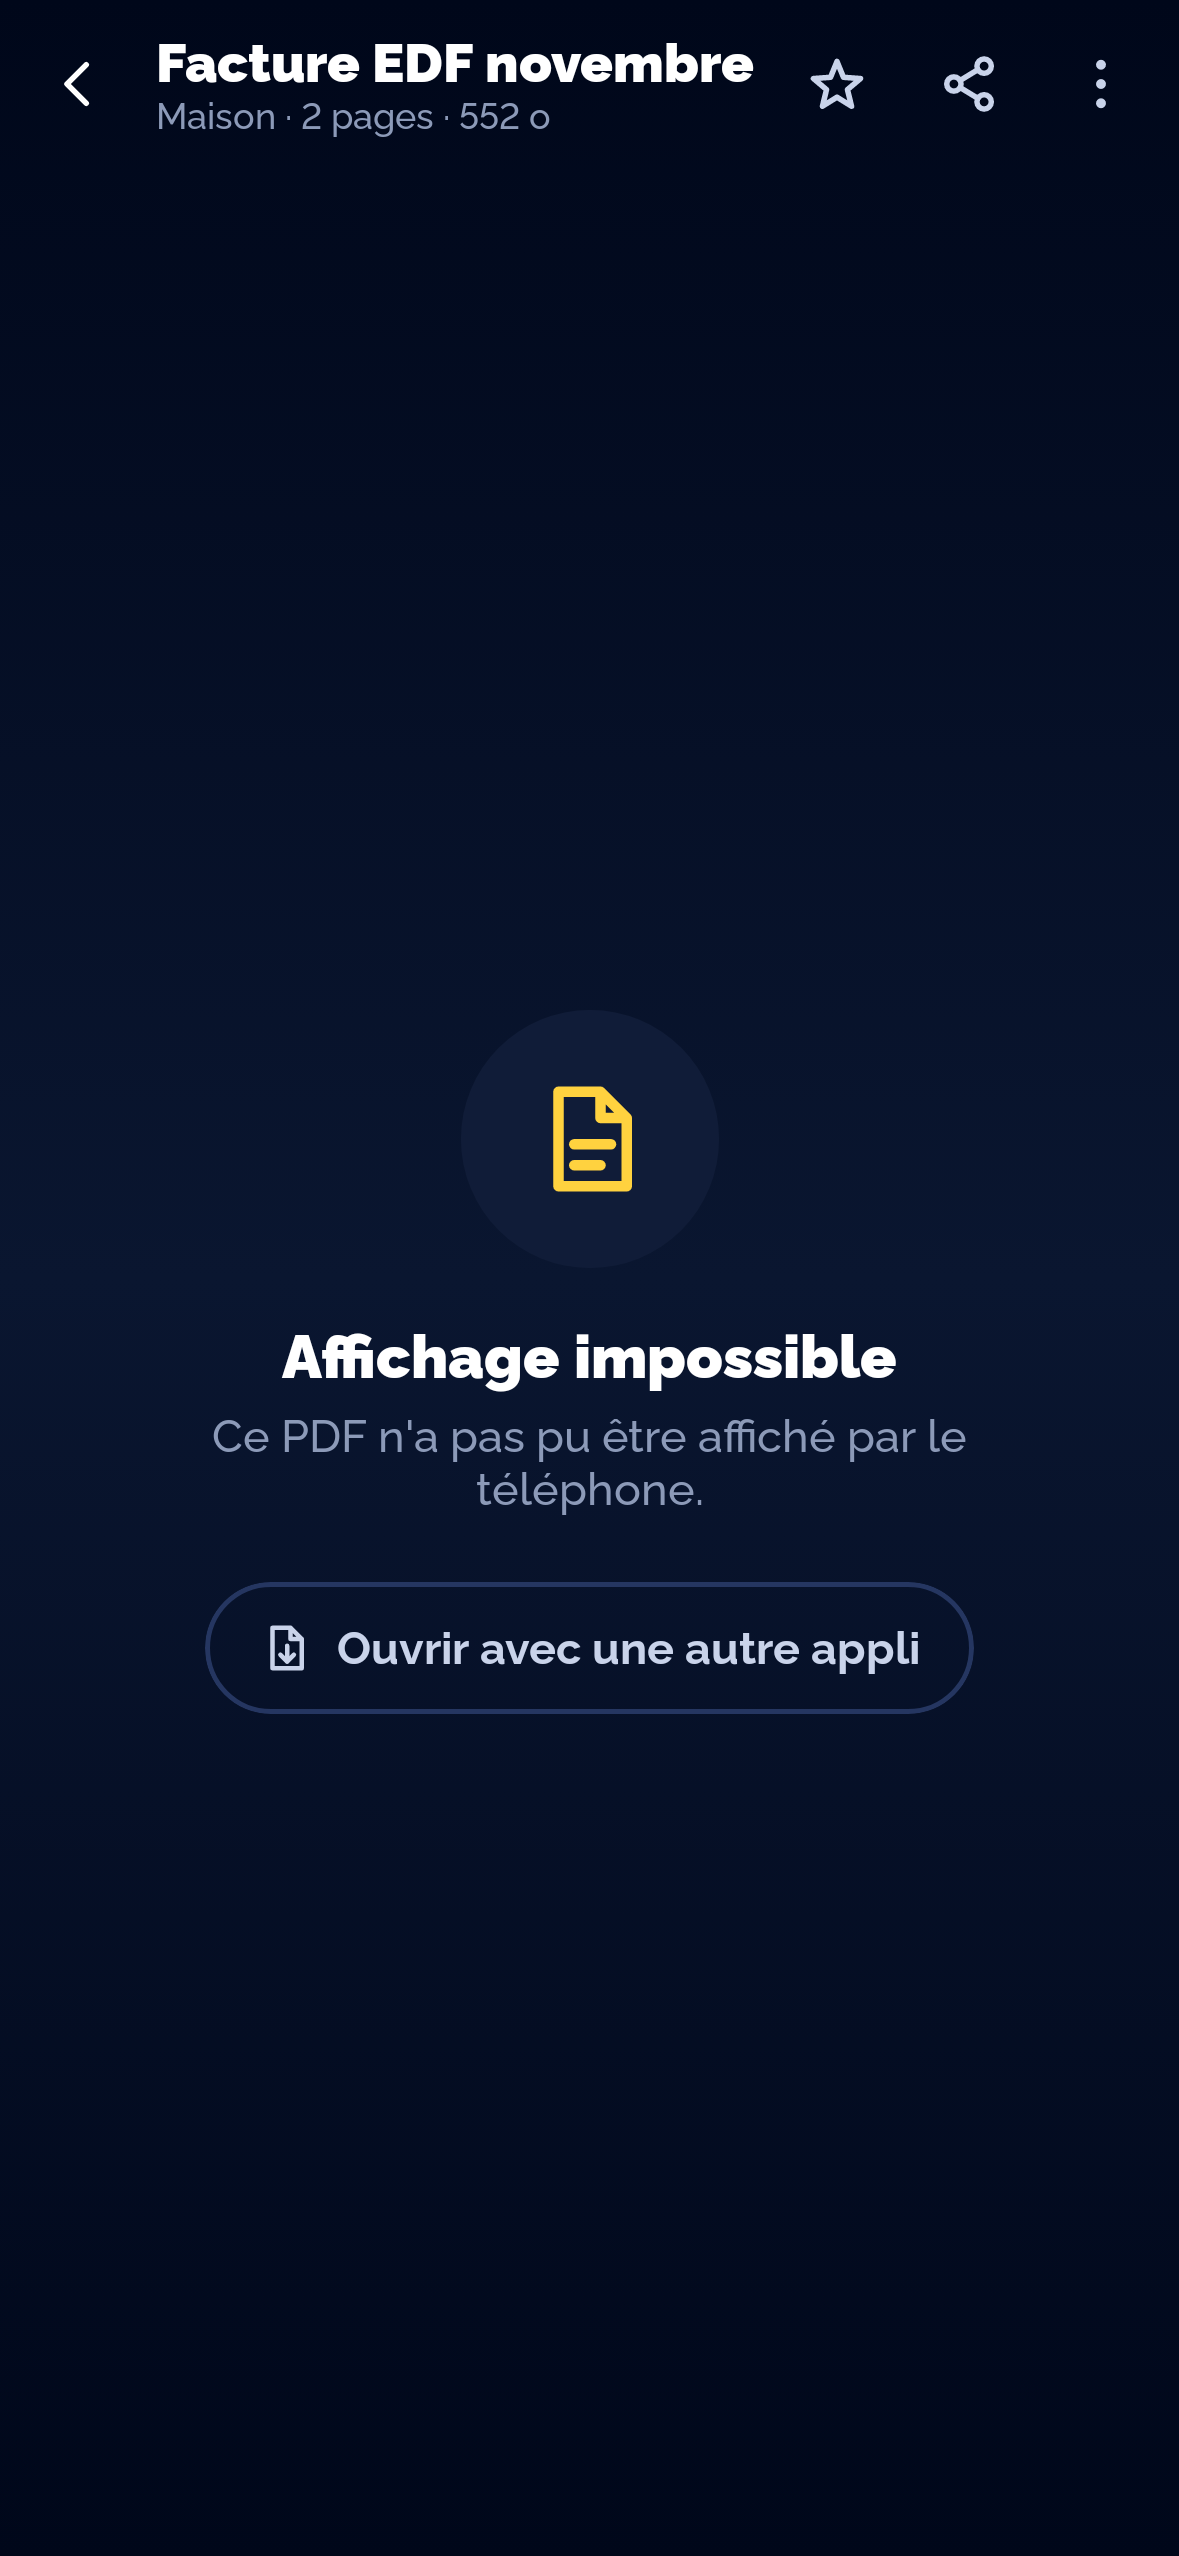 Facture EDF novembre
Maison · 2 pages · 552 o
Affichage impossible
Ce PDF n'a pas pu être affiché par le
téléphone.
Ouvrir avec une autre appli